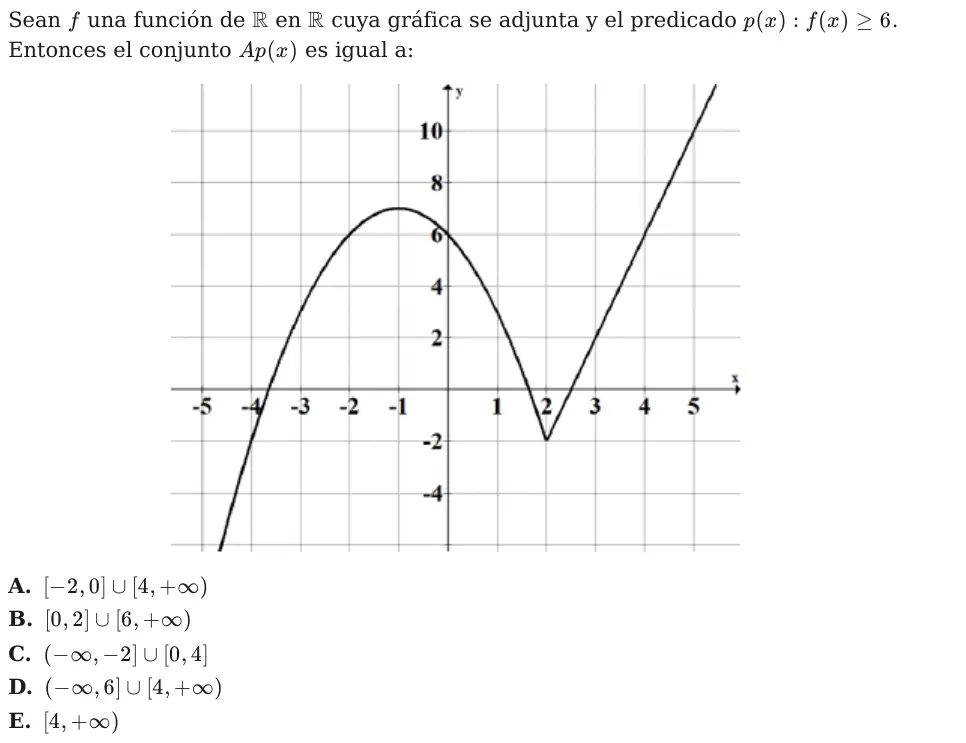 Sean f una función de ℝ en ℝ cuya gráfica se adjunta y el predicado p(x) : f(x) ≥ 6.
Entonces el conjunto Ap(x) es igual a:
y
10
8
6
4
2
x
-5 -4 -3 -2 -1 1 2 3 4 5
-2
-4
A. [−2, 0] ∪ [4, +∞)
B. [0, 2] ∪ [6, +∞)
C. (−∞, −2] ∪ [0, 4]
D. (−∞, 6] ∪ [4, +∞)
E. [4, +∞)